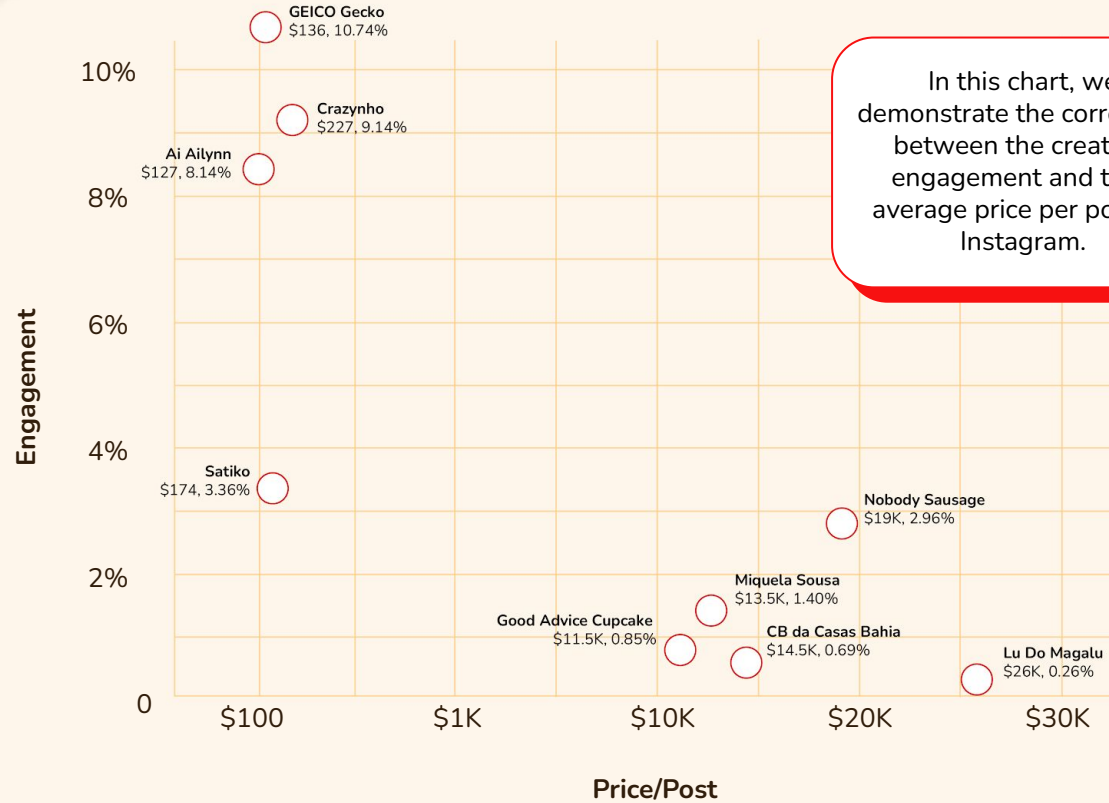 GEICO Gecko
$136, 10.74%
10%
Crazynho
$227, 9.14%
Ai Ailynn
$127, 8.14%
8%
In this chart, we
demonstrate the
between the
engagement and
average price per
Instagram.
6%
Engagement
4%
Satiko
$174, 3.36%
Nobody Sausage
$19K, 2.96%
2%
Miquela Sousa
$13.5K, 1.40%
Good Advice Cupcake
$11.5K, 0.85%
CB da Casas Bahia
$14.5K, 0.69%
Lu Do Magalu
$26K, 0.26%
0
$100
$1K
$10K
$20K
$30K
Price/Post